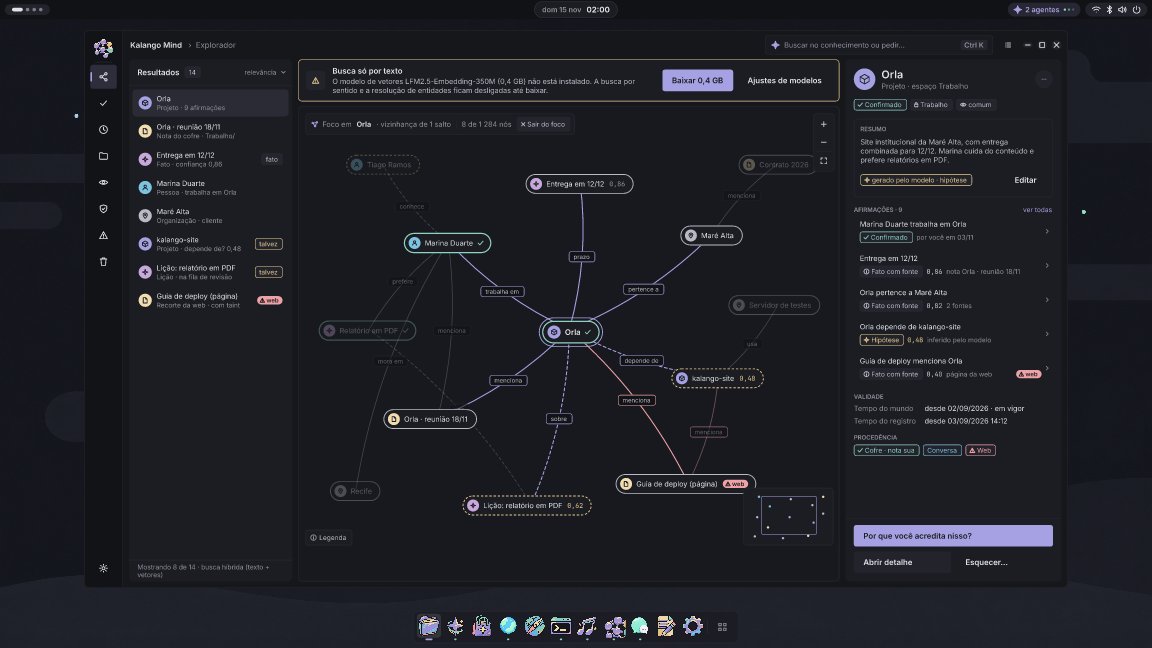 dom 15 nov 02:00
2 agentes
Kalango Mind › Explorador
Buscar no conhecimento ou pedir...
Ctrl K
Resultados 14
relevância
Orla
Projeto · 9 afirmações
Orla · reunião 18/11
Nota do cofre · Trabalho/
Entrega em 12/12
Fato · confiança 0,86
fato
Marina Duarte
Pessoa · trabalha em Orla
Maré Alta
Organização · cliente
kalango-site
Projeto · depende de? 0,48
talvez
Lição: relatório em PDF
Lição · na fila de revisão
talvez
Guia de deploy (página)
Recorte da web · com taint
web
Mostrando 8 de 14 · busca híbrida (texto +
vetores)
Busca só por texto
O modelo de vetores LFM2.5-Embedding-350M (0,4 GB) não está instalado. A busca por
sentido e a resolução de entidades ficam desligadas até baixar.
Baixar 0,4 GB
Ajustes de modelos
Foco em Orla · vizinhança de 1 salto
8 de 1 284 nós
Sair do foco
Tiago Ramos
Contrato 2026
Entrega em 12/12 0,86
menciona
conhece
Marina Duarte
Maré Alta
prazo
prefere
trabalha em
pertence a
Servidor de testes
Relatório em PDF
menciona
Orla
usa
mora em
depende de
menciona
kalango-site 0,48
menciona
Orla · reunião 18/11
sobre
menciona
Recife
Guia de deploy (página) web
Lição: relatório em PDF 0,62
Legenda
Orla
Projeto · espaço Trabalho
Confirmado
Trabalho
comum
RESUMO
Site institucional da Maré Alta, com entrega
combinada para 12/12. Marina cuida do conteúdo e
prefere relatórios em PDF.
gerado pelo modelo · hipótese
Editar
AFIRMAÇÕES · 9
ver todas
Marina Duarte trabalha em Orla
Confirmado por você em 03/11
Entrega em 12/12
Fato com fonte 0,86 nota Orla · reunião 18/11
Orla pertence a Maré Alta
Fato com fonte 0,82 2 fontes
Orla depende de kalango-site
Hipótese 0,48 inferido pelo modelo
Guia de deploy menciona Orla
Fato com fonte 0,40 página da web
web
VALIDADE
Tempo do mundo desde 02/09/2026 · em vigor
Tempo do registro desde 03/09/2026 14:12
PROCEDÊNCIA
Cofre · nota sua
Conversa
Web
Por que você acredita nisso?
Abrir detalhe
Esquecer...